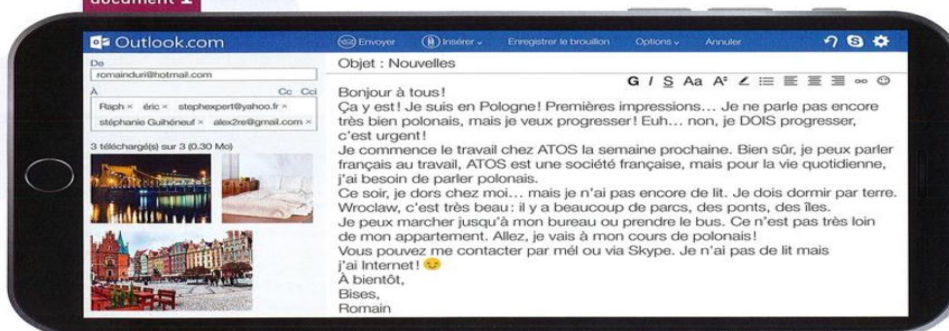 document 1
Outlook.com
Envoyer Insérer Enregistrer le brouillon Options Annuler
De
romainduri@hotmail.com
À Cc Cci
Raph × éric × stephexpert@yahoo.fr ×
stéphanie Guihéneuf × alex2re@gmail.com ×
3 téléchargé(s) sur 3 (0.30 Mo)
Objet : Nouvelles
G I S Aa A²
Bonjour à tous!
Ça y est! Je suis en Pologne! Premières impressions... Je ne parle pas encore
très bien polonais, mais je veux progresser! Euh... non, je DOIS progresser,
c'est urgent!
Je commence le travail chez ATOS la semaine prochaine. Bien sûr, je peux parler
français au travail, ATOS est une société française, mais pour la vie quotidienne,
j'ai besoin de parler polonais.
Ce soir, je dors chez moi... mais je n'ai pas encore de lit. Je dois dormir par terre.
Wroclaw, c'est très beau: il y a beaucoup de parcs, des ponts, des îles.
Je peux marcher jusqu'à mon bureau ou prendre le bus. Ce n'est pas très loin
de mon appartement. Allez, je vais à mon cours de polonais!
Vous pouvez me contacter par mél ou via Skype. Je n'ai pas de lit mais
j'ai Internet! 😉
À bientôt,
Bises,
Romain